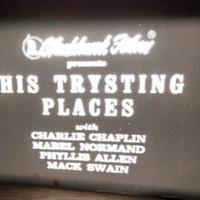 Blackhawk Films
presents
HIS TRYSTING
PLACES
with
CHARLIE CHAPLIN
MABEL NORMAND
PHYLLIS ALLEN
MACK SWAIN